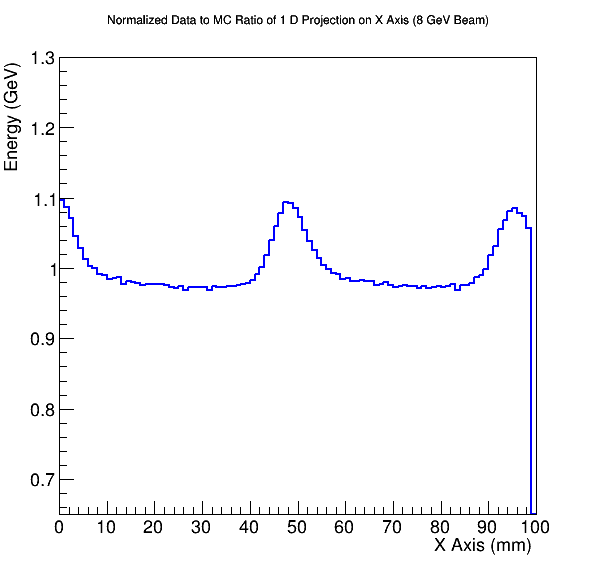 Normalized Data to MC Ratio of 1 D Projection on X Axis (8 GeV Beam)
Energy (GeV)
1.3
1.2
1.1
1
0.9
0.8
0.7
0 10 20 30 40 50 60 70 80 90 100
X Axis (mm)